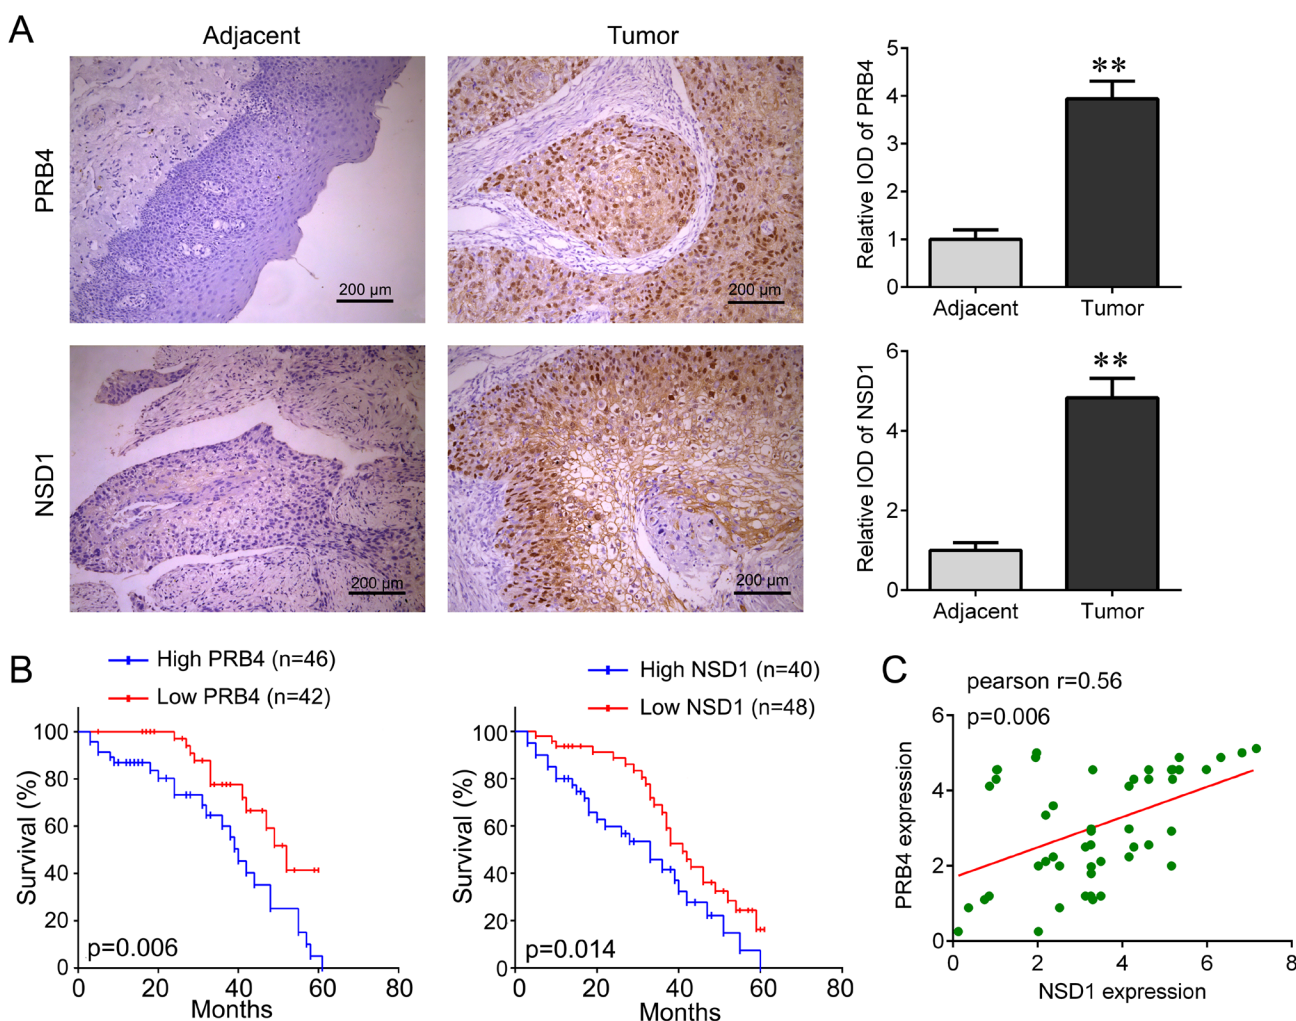 A
Adjacent
Tumor
PRB4
200 µm
200 µm
Relative IOD of PRB4
5
4
3
2
1
0
**
Adjacent
Tumor
NSD1
200 µm
200 µm
Relative IOD of NSD1
6
4
2
0
**
Adjacent
Tumor
B
High PRB4 (n=46)
Low PRB4 (n=42)
Survival (%)
100
80
60
40
20
0
p=0.006
0
20
40
60
80
Months
High NSD1 (n=40)
Low NSD1 (n=48)
Survival (%)
100
80
60
40
20
0
p=0.014
0
20
40
60
80
Months
C
pearson r=0.56
p=0.006
PRB4 expression
6
4
2
0
0
2
4
6
8
NSD1 expression